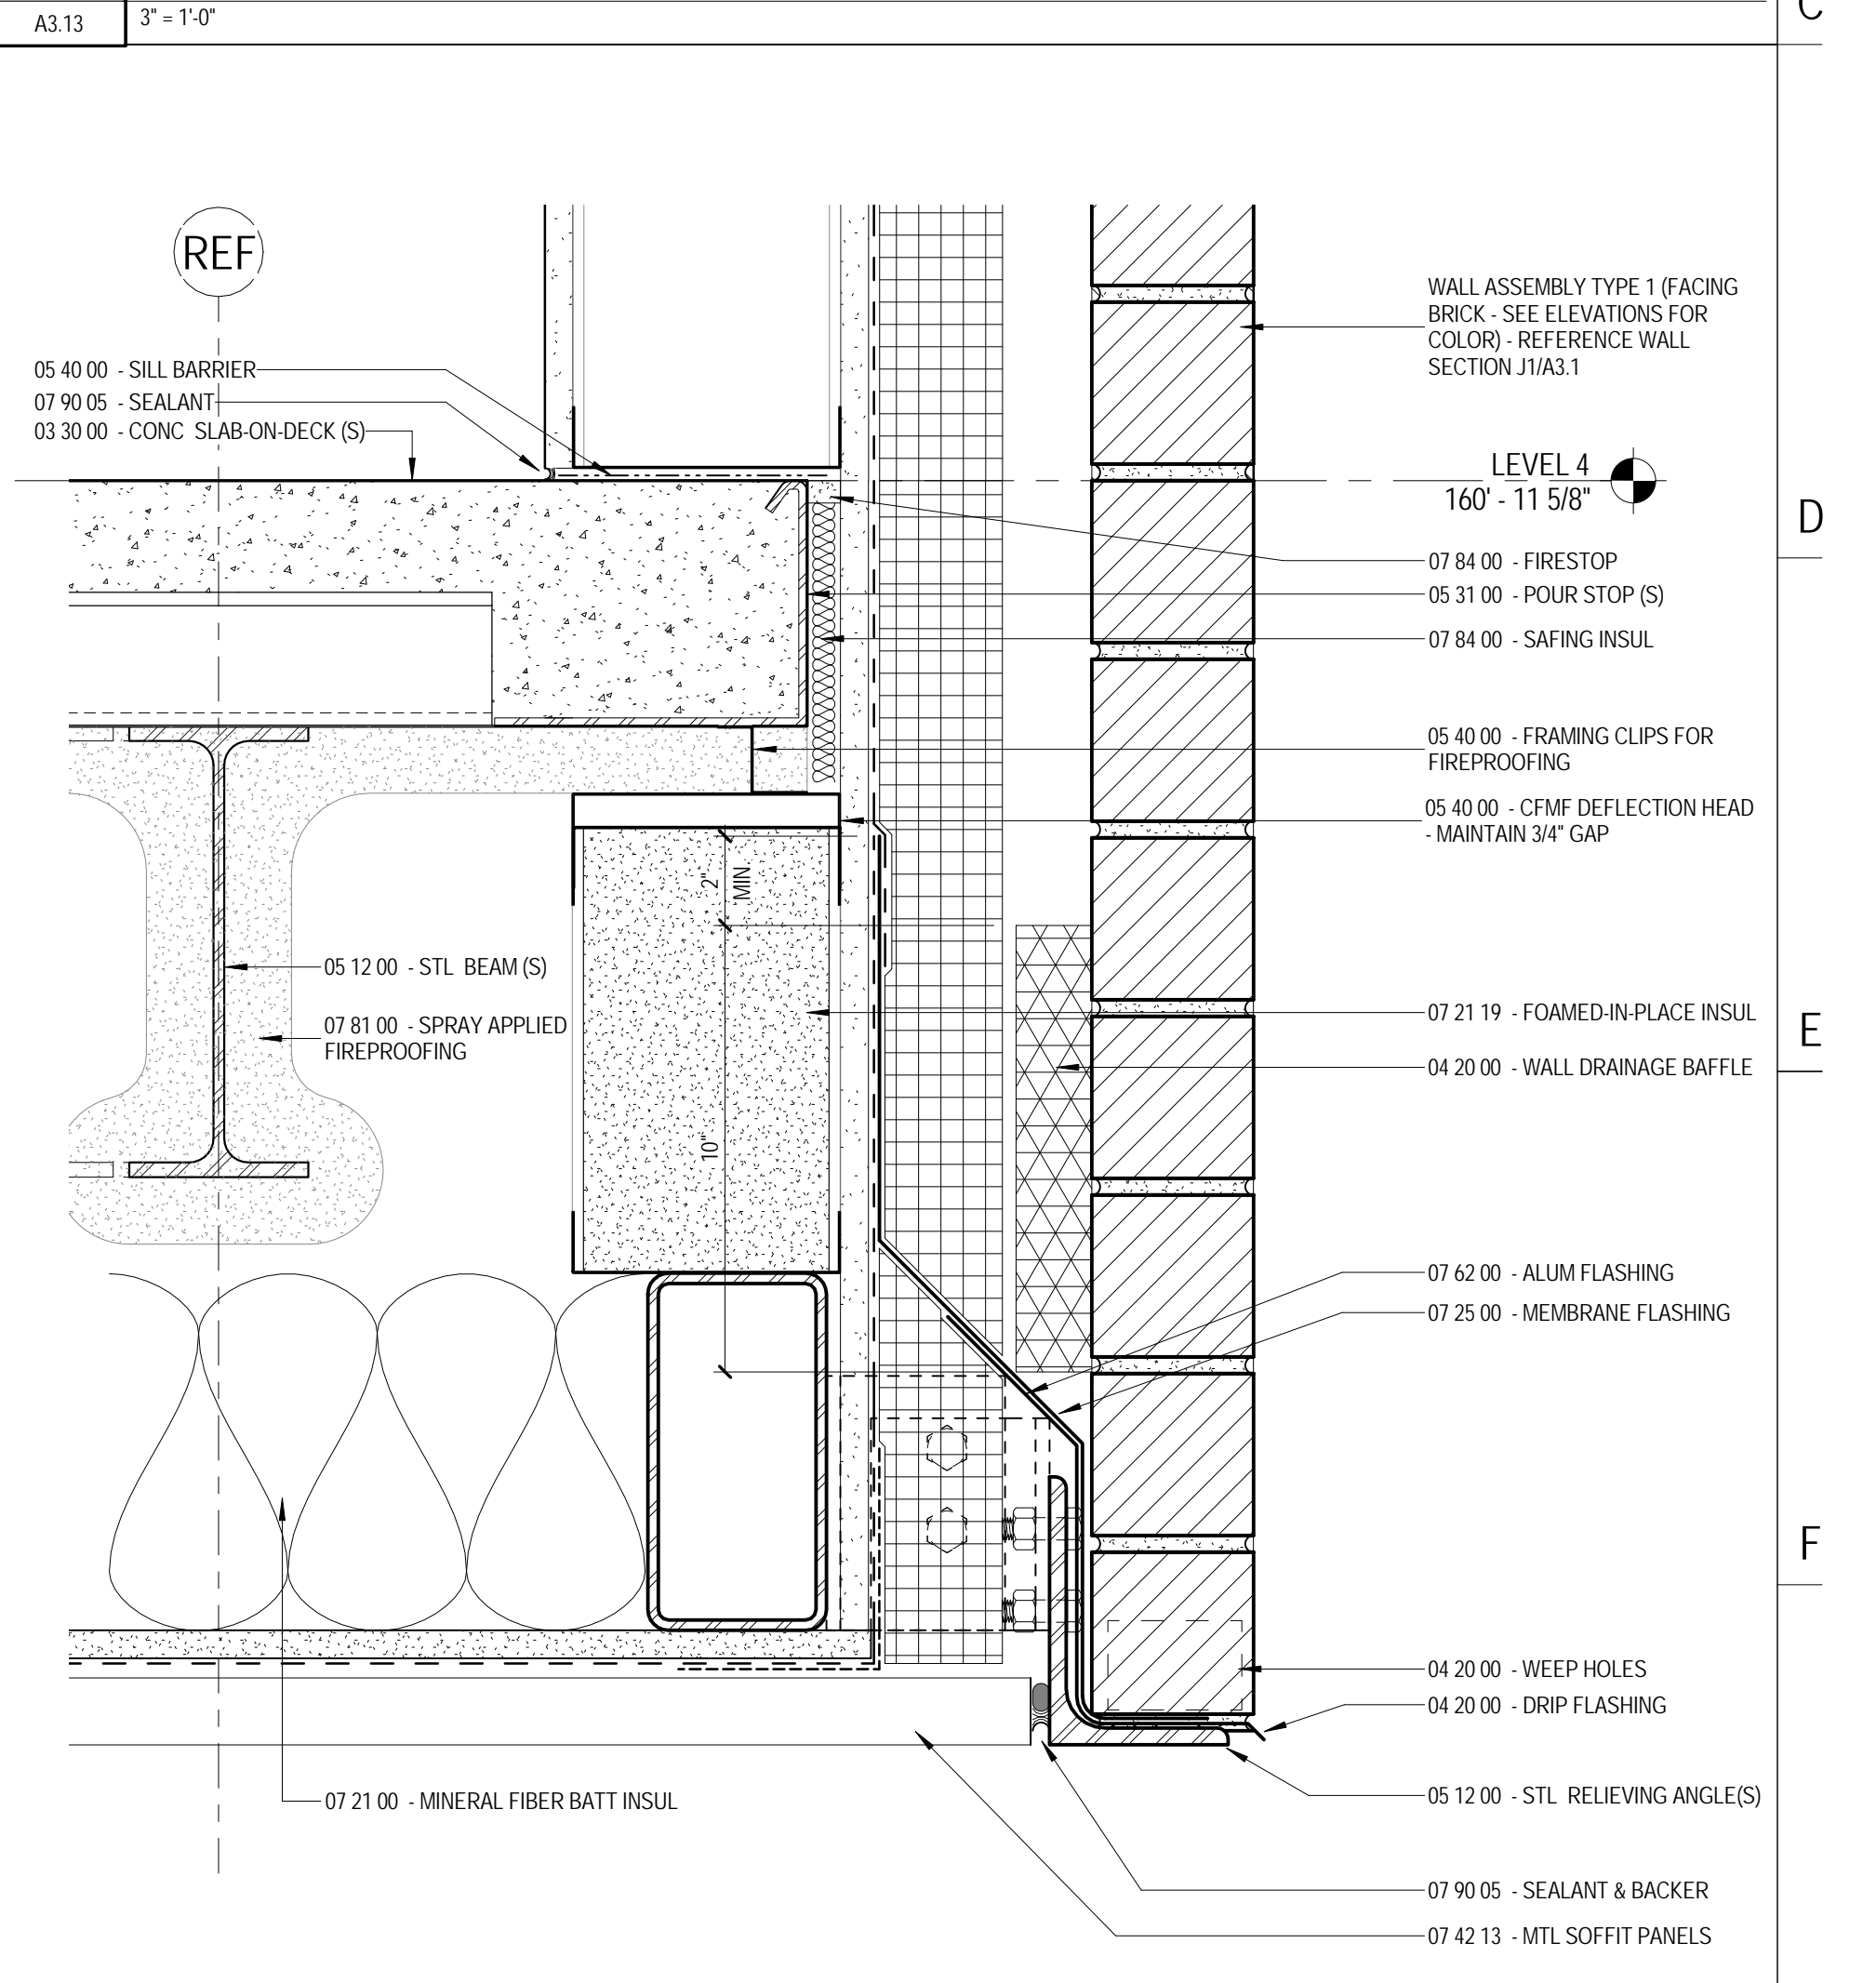 A3.13
3" = 1'-0"
C
REF
05 40 00 - SILL BARRIER
07 90 05 - SEALANT
03 30 00 - CONC SLAB-ON-DECK (S)
WALL ASSEMBLY TYPE 1 (FACING
BRICK - SEE ELEVATIONS FOR
COLOR) - REFERENCE WALL
SECTION J1/A3.1
LEVEL 4
160' - 11 5/8"
D
07 84 00 - FIRESTOP
05 31 00 - POUR STOP (S)
07 84 00 - SAFING INSUL
05 40 00 - FRAMING CLIPS FOR
FIREPROOFING
05 40 00 - CFMF DEFLECTION HEAD
- MAINTAIN 3/4" GAP
2"
MIN.
05 12 00 - STL BEAM (S)
07 81 00 - SPRAY APPLIED
FIREPROOFING
07 21 19 - FOAMED-IN-PLACE INSUL
E
04 20 00 - WALL DRAINAGE BAFFLE
10"
07 62 00 - ALUM FLASHING
07 25 00 - MEMBRANE FLASHING
F
04 20 00 - WEEP HOLES
04 20 00 - DRIP FLASHING
05 12 00 - STL RELIEVING ANGLE(S)
07 21 00 - MINERAL FIBER BATT INSUL
07 90 05 - SEALANT & BACKER
07 42 13 - MTL SOFFIT PANELS